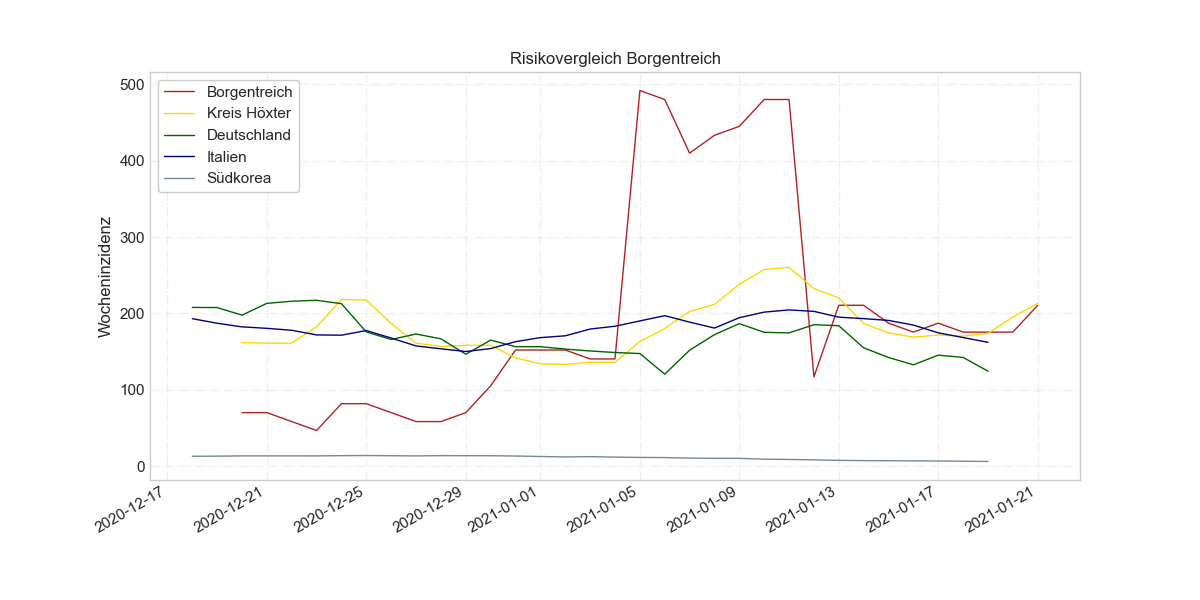 Risikovergleich Borgentreich
Wocheninzidenz
500
400
300
200
100
0
Borgentreich
Kreis Höxter
Deutschland
Italien
Südkorea
2020-12-17
2020-12-21
2020-12-25
2020-12-29
2021-01-01
2021-01-05
2021-01-09
2021-01-13
2021-01-17
2021-01-21